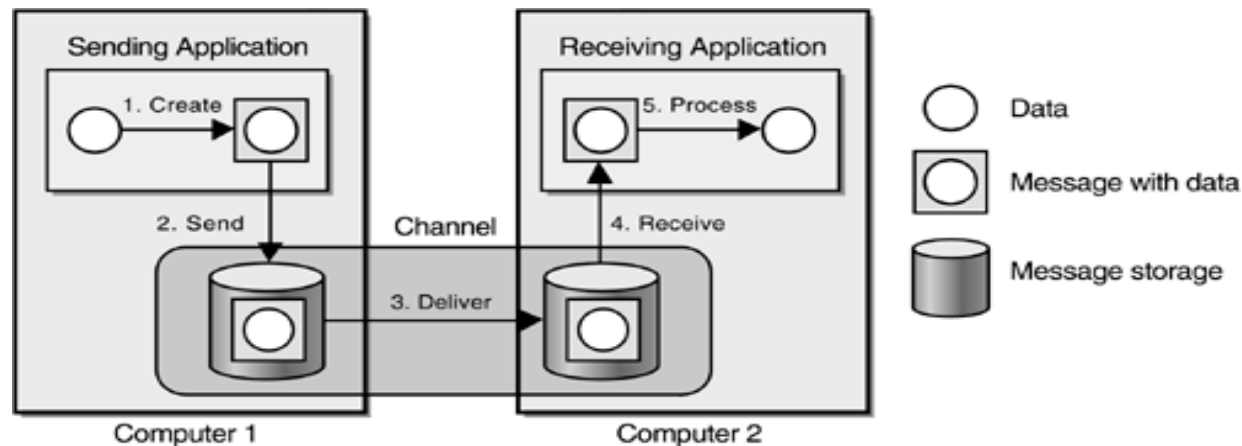 Sending Application
Receiving Application
1. Create
5. Process
Data
Message with data
2. Send
Channel
4. Receive
Message storage
3. Deliver
Computer 1
Computer 2